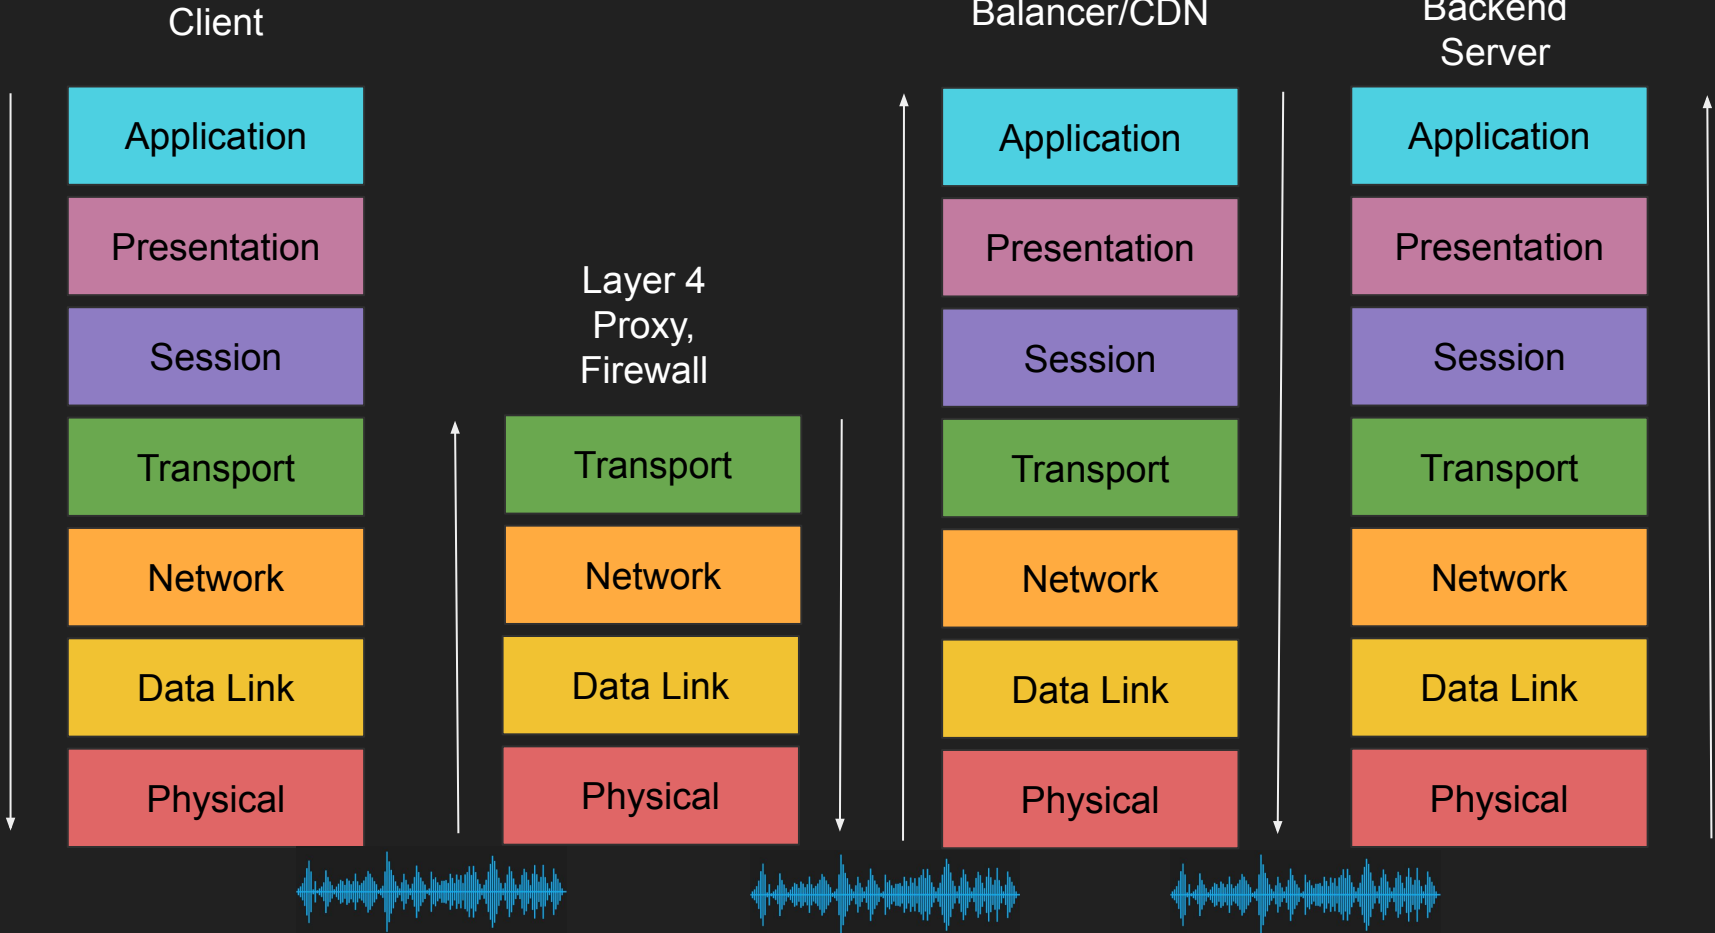 Client
Application
Presentation
Session
Transport
Network
Data Link
Physical
Layer 4
Proxy,
Firewall
Transport
Network
Data Link
Physical
Balancer/CDN
Application
Presentation
Session
Transport
Network
Data Link
Physical
Backend
Server
Application
Presentation
Session
Transport
Network
Data Link
Physical